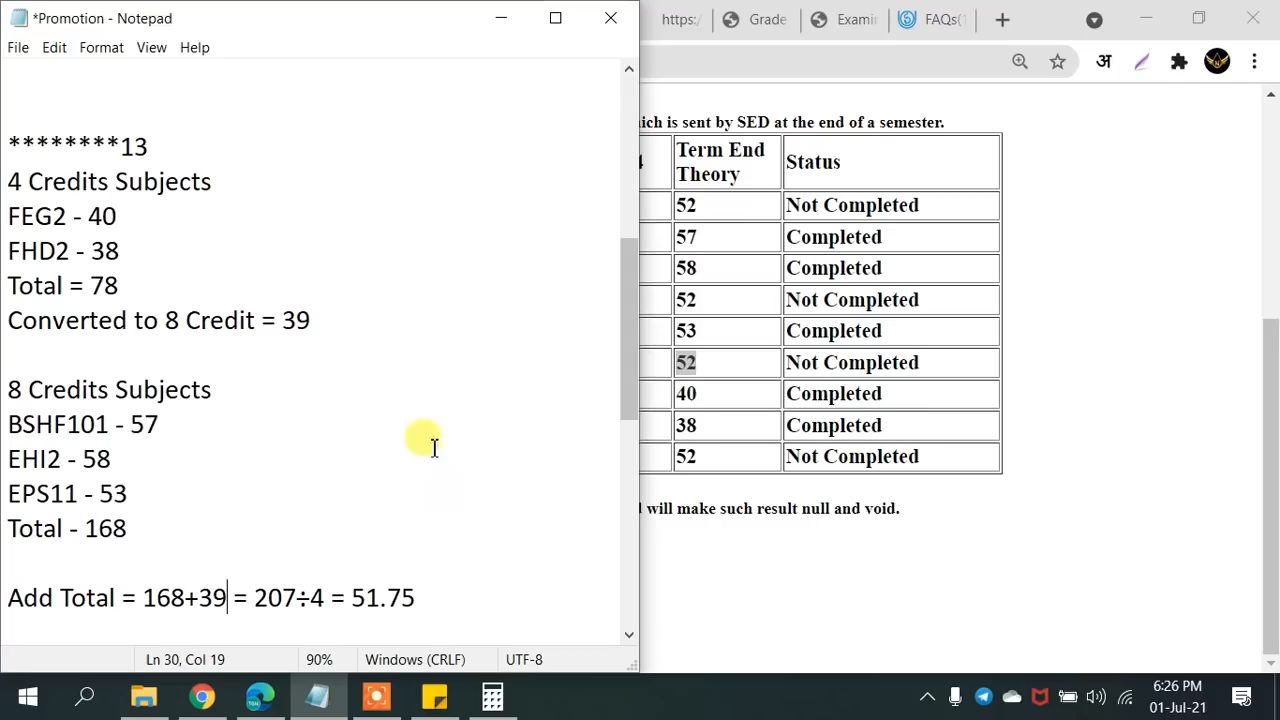 *Promotion - Notepad
File Edit Format View Help
********13
4 Credits Subjects
FEG2 - 40
FHD2 - 38
Total = 78
Converted to 8 Credit = 39
8 Credits Subjects
BSHF101 - 57
EHI2 - 58
EPS11 - 53
Total - 168
Add Total = 168+39 = 207÷4 = 51.75
Ln 30, Col 19 90% Windows (CRLF) UTF-8
https:/ Grade Examin FAQs(
अ
hich is sent by SED at the end of a semester.
4 Term End Theory Status
52 Not Completed
57 Completed
58 Completed
52 Not Completed
53 Completed
52 Not Completed
40 Completed
38 Completed
52 Not Completed
will make such result null and void.
6:26 PM
01-Jul-21